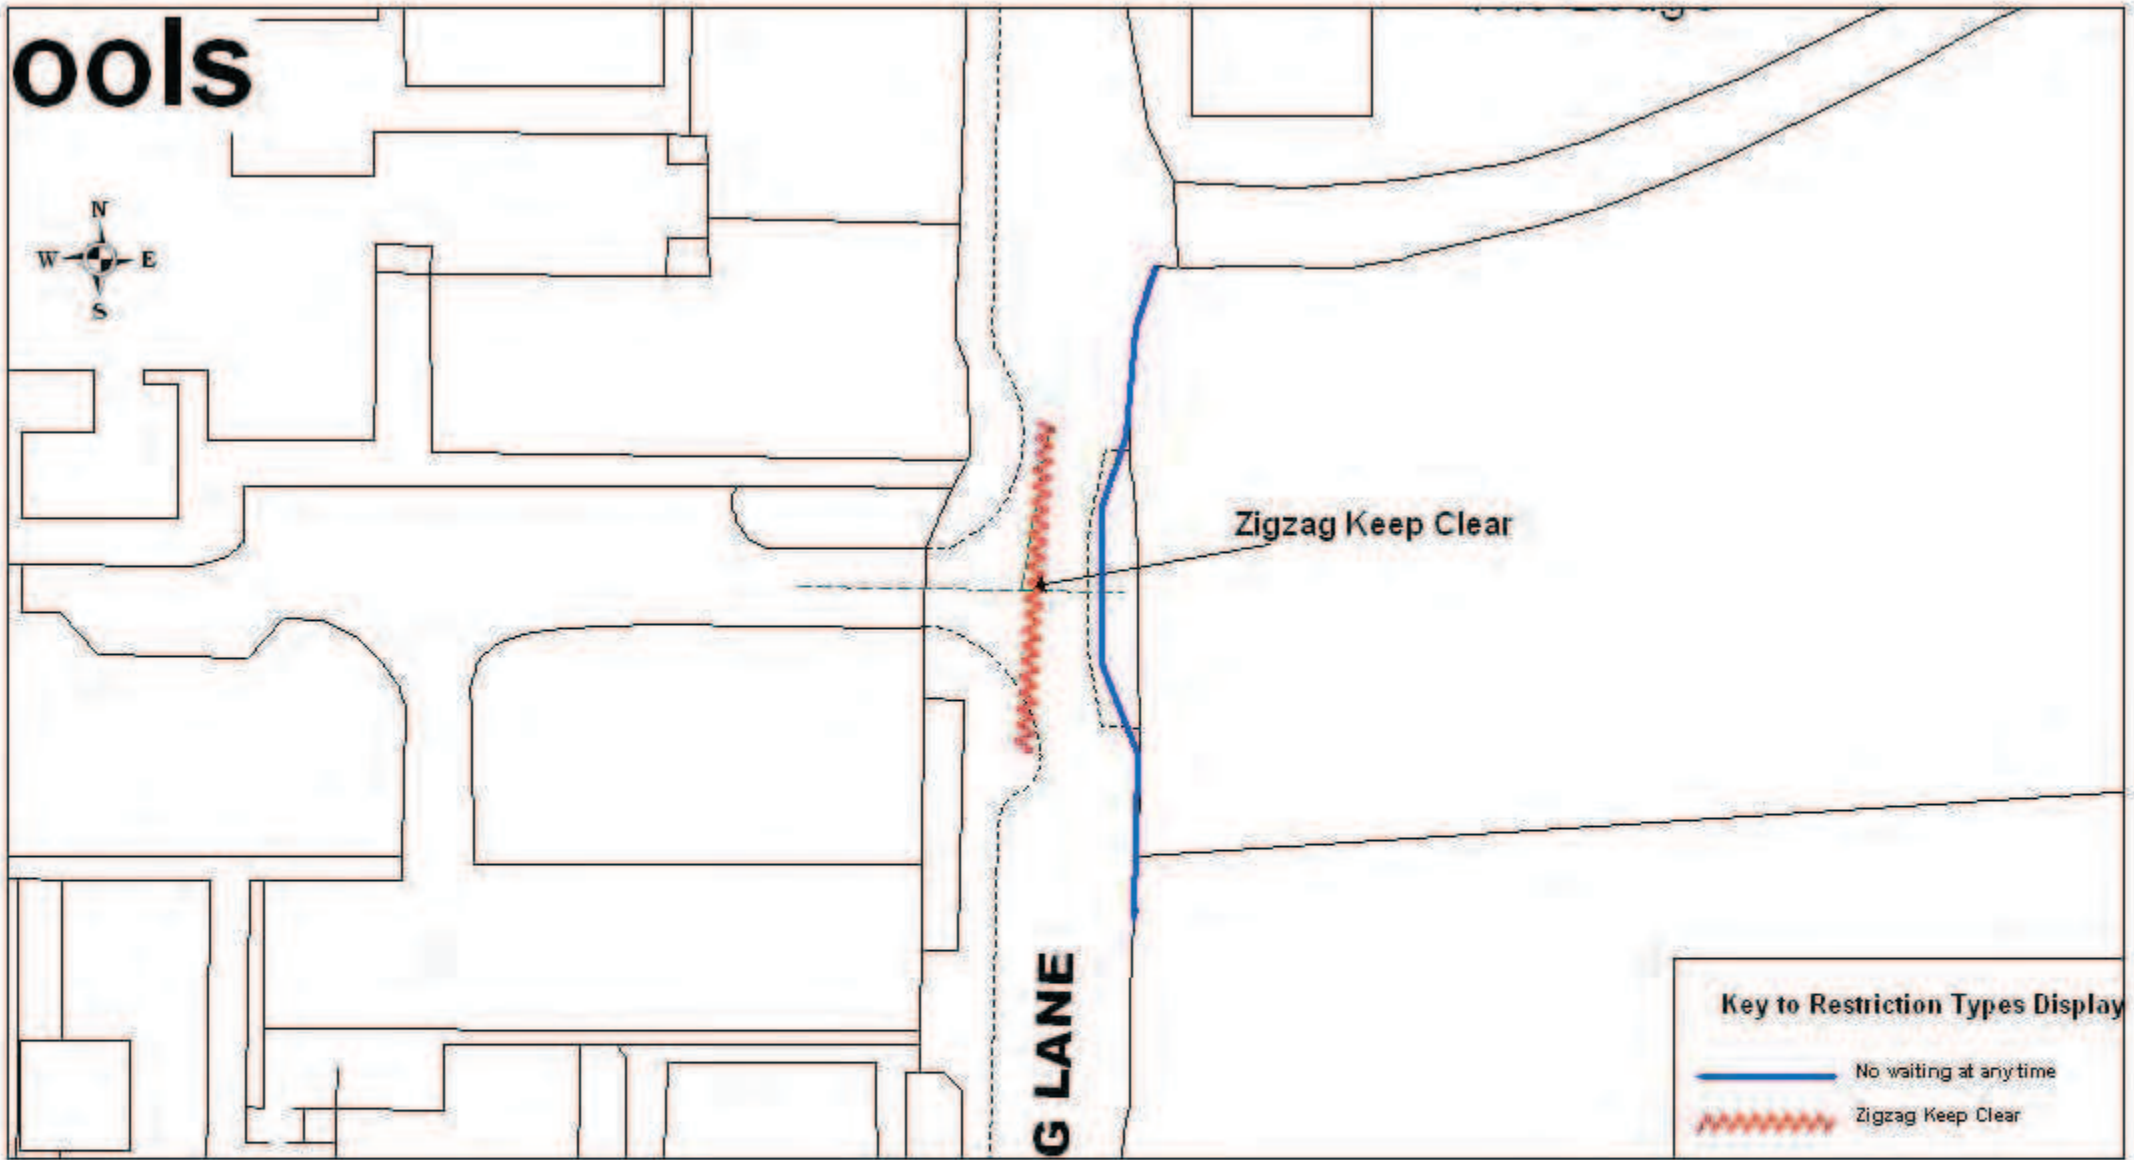 ools
N
W E
S
Zigzag Keep Clear
G LANE
Key to Restriction Types Display
No waiting at any time
Zigzag Keep Clear